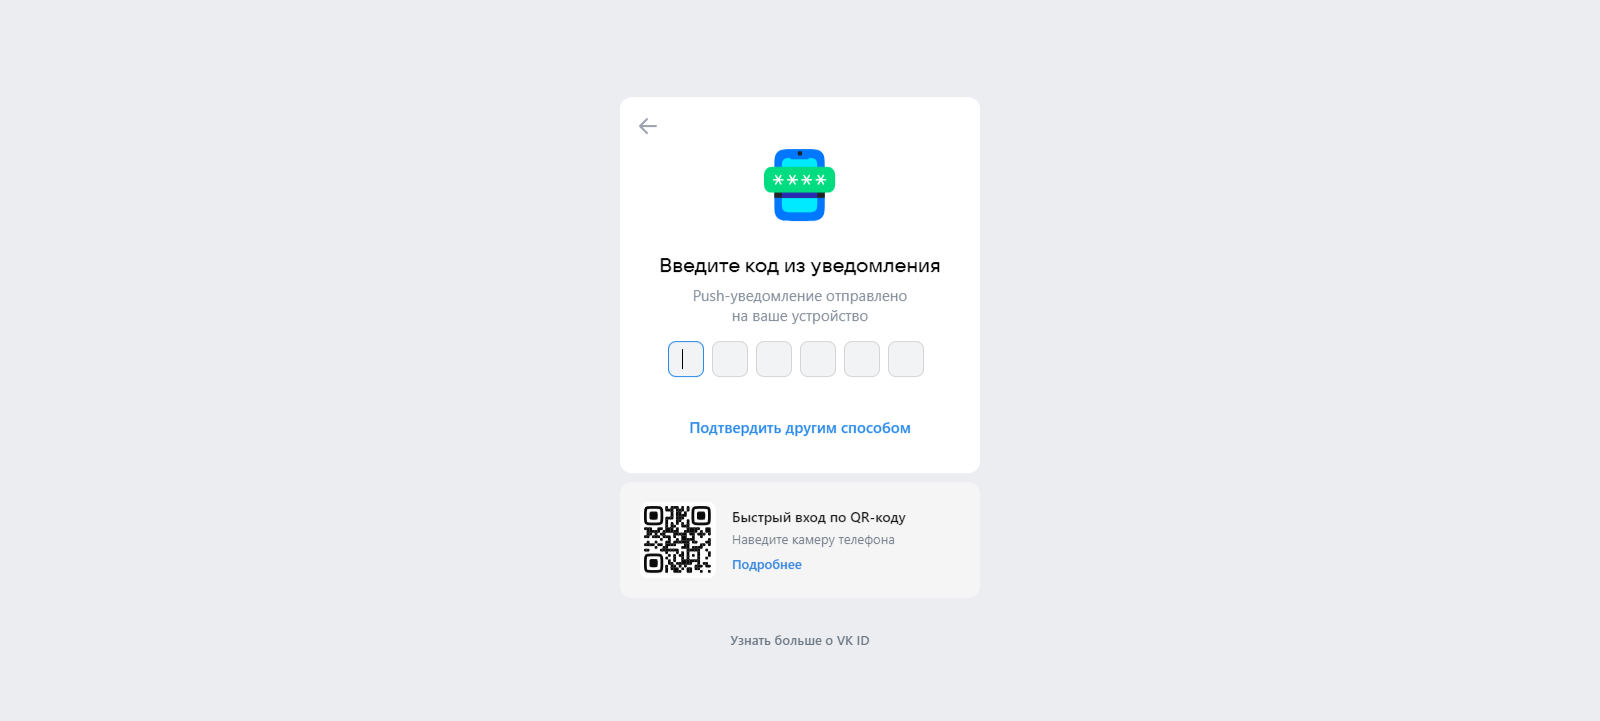 ****
Введите код из уведомления
Push-уведомление отправлено
на ваше устройство
Подтвердить другим способом
Быстрый вход по QR-коду
Наведите камеру телефона
Подробнее
Узнать больше о VK ID